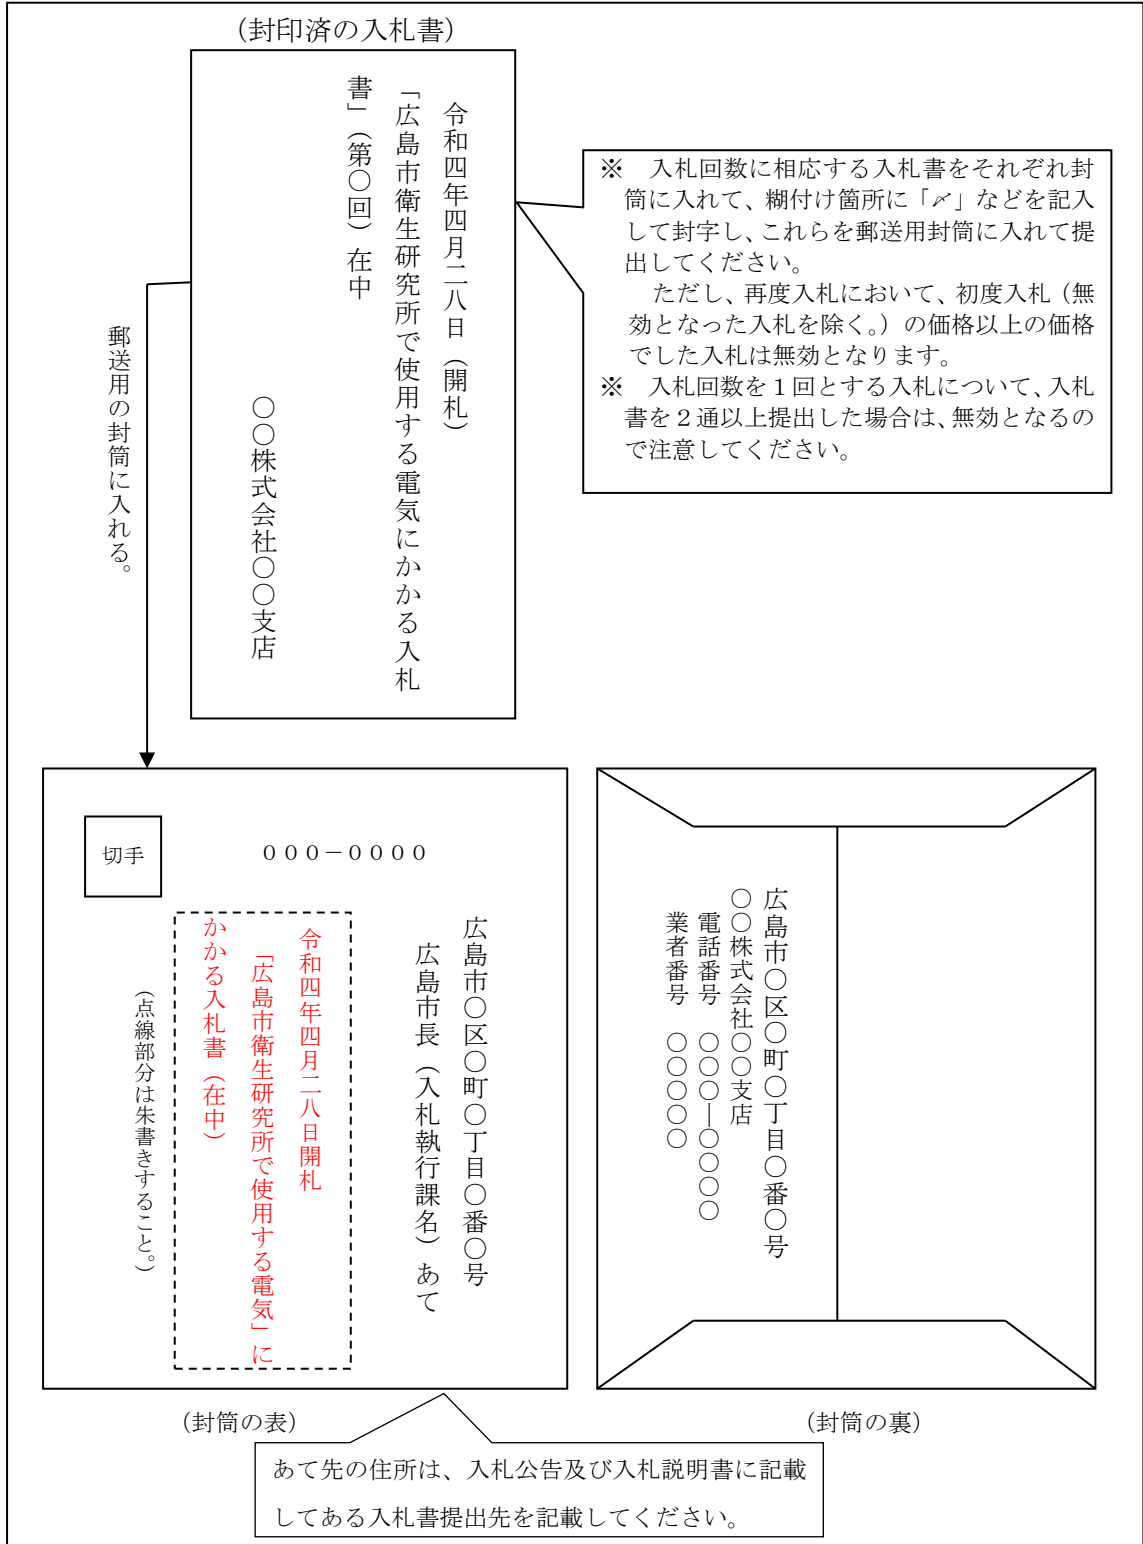 （封印済の入札書）
令和四年四月二八日（開札）
「広島市衛生研究所で使用する電気にかかる入札
書」（第〇回）在中
〇〇株式会社〇〇支店
※　入札回数に相応する入札書をそれぞれ封
筒に入れて、糊付け箇所に「〆」などを記入
して封字し、これらを郵送用封筒に入れて提
出してください。
ただし、再度入札において、初度入札（無
効となった入札を除く。）の価格以上の価格
でした入札は無効となります。
※　入札回数を１回とする入札について、入札
書を２通以上提出した場合は、無効となるの
で注意してください。
郵送用の封筒に入れる。
切手
０００－００００
広島市〇区〇町〇丁目〇番〇号
広島市長（入札執行課名）あて
令和四年四月二八日開札
「広島市衛生研究所で使用する電気」に
かかる入札書（在中）
（点線部分は朱書きすること。）
（封筒の表）
広島市〇区〇町〇丁目〇番〇号
〇〇株式会社〇〇支店
電話番号　〇〇〇―〇〇〇〇
業者番号　〇〇〇〇〇
（封筒の裏）
あて先の住所は、入札公告及び入札説明書に記載
してある入札書提出先を記載してください。